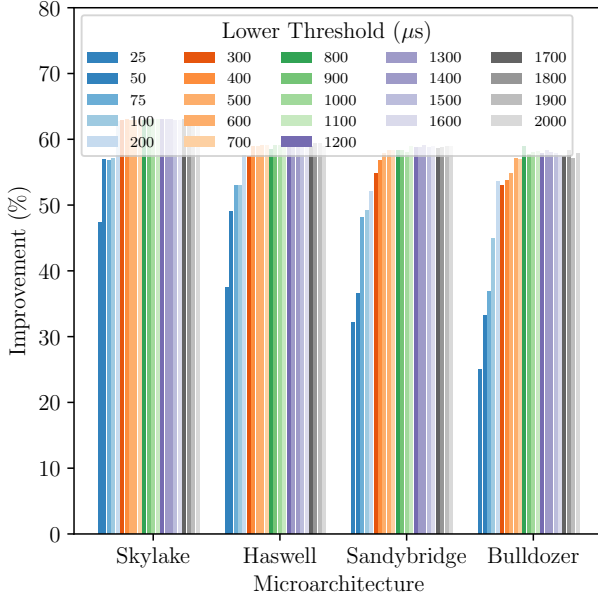 80
70
60
50
40
30
20
10
0
Improvement (%)
Lower Threshold (μs)
25 300 800 1300 1700
50 400 900 1400 1800
75 500 1000 1500 1900
100 600 1100 1600 2000
200 700 1200
Skylake Haswell Sandybridge Bulldozer
Microarchitecture